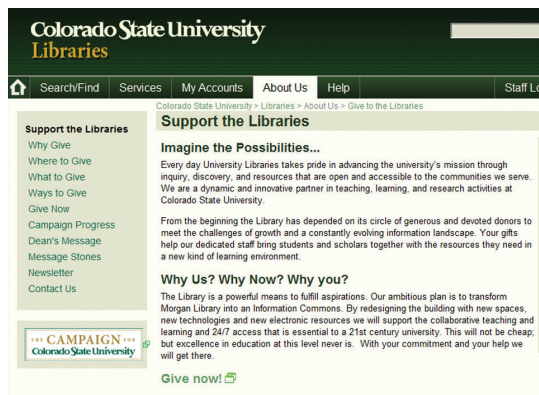 Colorado State University
Libraries
Search/Find Services My Accounts About Us Help Staff Lo
Colorado State University > Libraries > About Us > Give to the Libraries
Support the Libraries
Why Give
Where to Give
What to Give
Ways to Give
Give Now
Campaign Progress
Dean's Message
Message Stones
Newsletter
Contact Us
THE CAMPAIGN FOR
Colorado State University
Support the Libraries
Imagine the Possibilities...
Every day University Libraries takes pride in advancing the university's mission through
inquiry, discovery, and resources that are open and accessible to the communities we serve.
We are a dynamic and innovative partner in teaching, learning, and research activities at
Colorado State University.
From the beginning the Library has depended on its circle of generous and devoted donors to
meet the challenges of growth and a constantly evolving information landscape. Your gifts
help our dedicated staff bring students and scholars together with the resources they need in
a new kind of learning environment.
Why Us? Why Now? Why you?
The Library is a powerful means to fulfill aspirations. Our ambitious plan is to transform
Morgan Library into an Information Commons. By redesigning the building with new spaces,
new technologies and new electronic resources we will support the collaborative teaching and
learning and 24/7 access that is essential to a 21st century university. This will not be cheap;
but excellence in education at this level never is. With your commitment and your help we
will get there.
Give now!